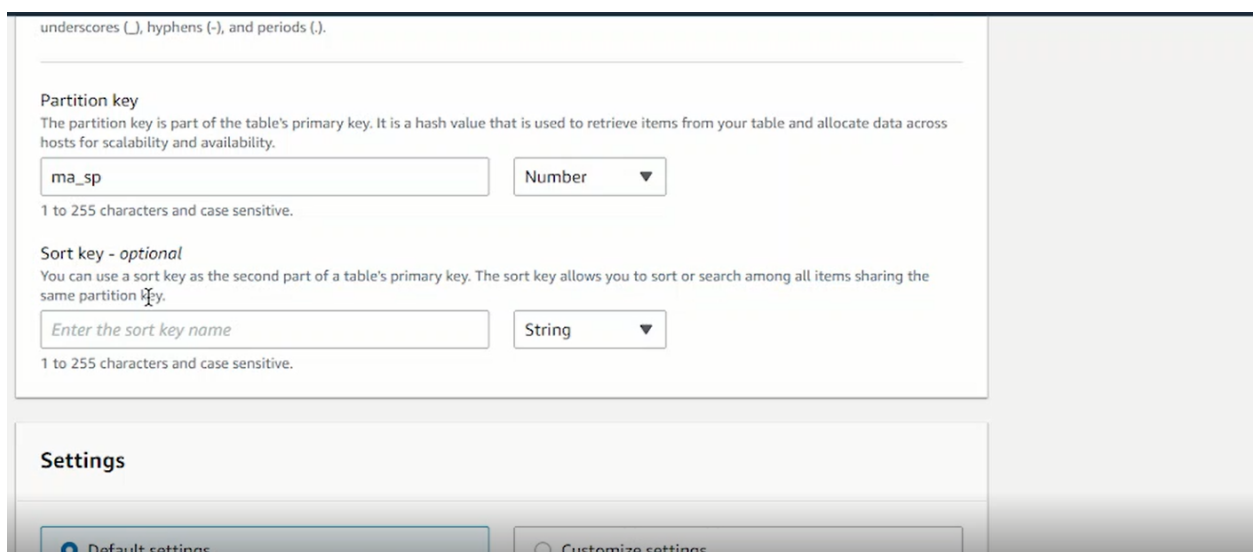 underscores (_), hyphens (-), and periods (.).
Partition key
The partition key is part of the table's primary key. It is a hash value that is used to retrieve items from your table and allocate data across
hosts for scalability and availability.
ma_sp
Number
1 to 255 characters and case sensitive.
Sort key - optional
You can use a sort key as the second part of a table's primary key. The sort key allows you to sort or search among all items sharing the
same partition key.
Enter the sort key name
String
1 to 255 characters and case sensitive.
Settings
Default settings
Customize settings